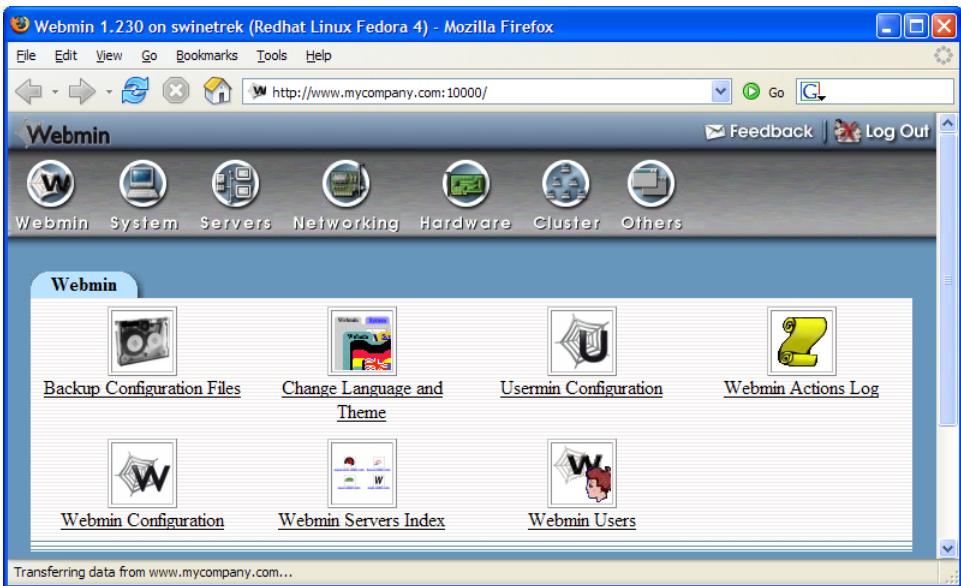 Webmin 1.230 on swinetrek (Redhat Linux Fedora 4) - Mozilla Firefox
File Edit View Go Bookmarks Tools Help
http://www.mycompany.com:10000/ Go G
Webmin Feedback Log Out
Webmin System Servers Networking Hardware Cluster Others
Webmin
Backup Configuration Files
Change Language and
Theme
Usermin Configuration
Webmin Actions Log
Webmin Configuration
Webmin Servers Index
Webmin Users
Transferring data from www.mycompany.com...